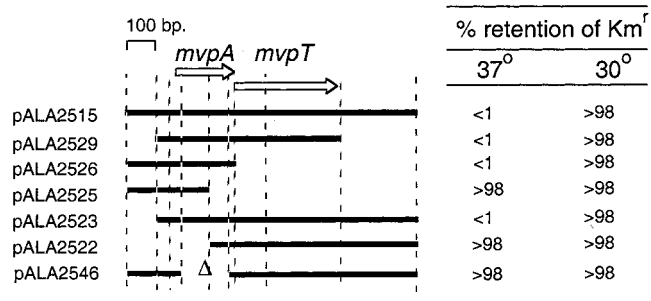 100 bp.
mvpA mvpT
% retention of Kmʳ
37° 30°
pALA2515 <1 >98
pALA2529 <1 >98
pALA2526 <1 >98
pALA2525 >98 >98
pALA2523 <1 >98
pALA2522 >98 >98
pALA2546 Δ >98 >98